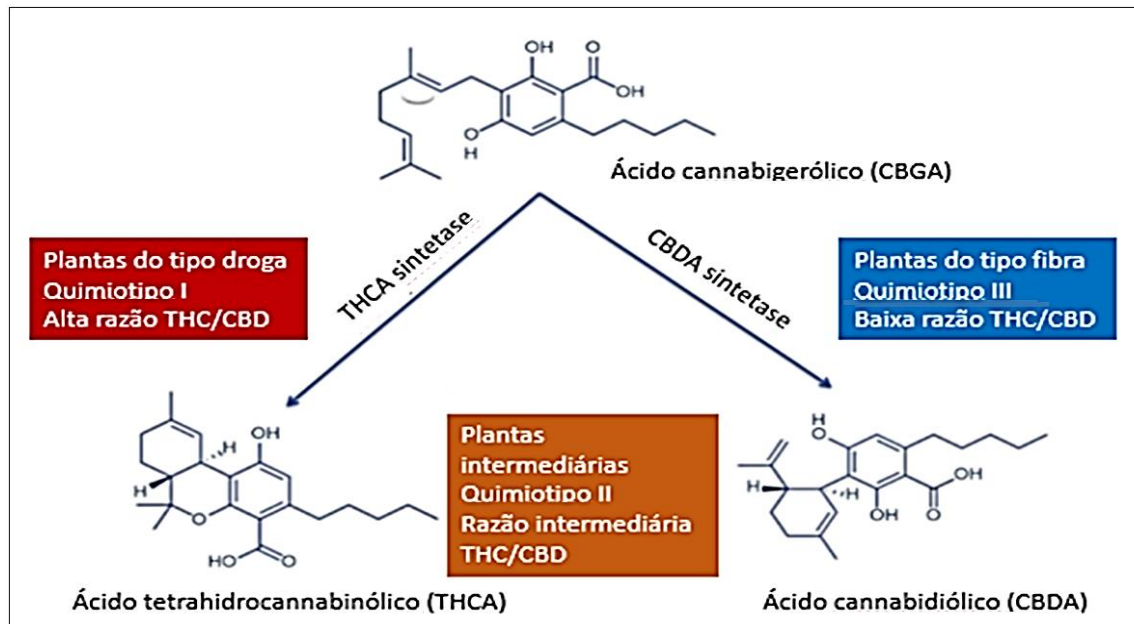 OH
O
OH
O
H
Ácido cannabigerólico (CBGA)
THCA sintetase
CBDA sintetase
Plantas do tipo droga
Quimiotipo I
Alta razão THC/CBD
Plantas do tipo fibra
Quimiotipo III
Baixa razão THC/CBD
Plantas
intermediárias
Quimiotipo II
Razão intermediária
THC/CBD
H
OH
H
O
HO
O
H
O
H
H
OH
OH
O
Ácido tetrahidrocannabinólico (THCA)
Ácido cannabidiólico (CBDA)